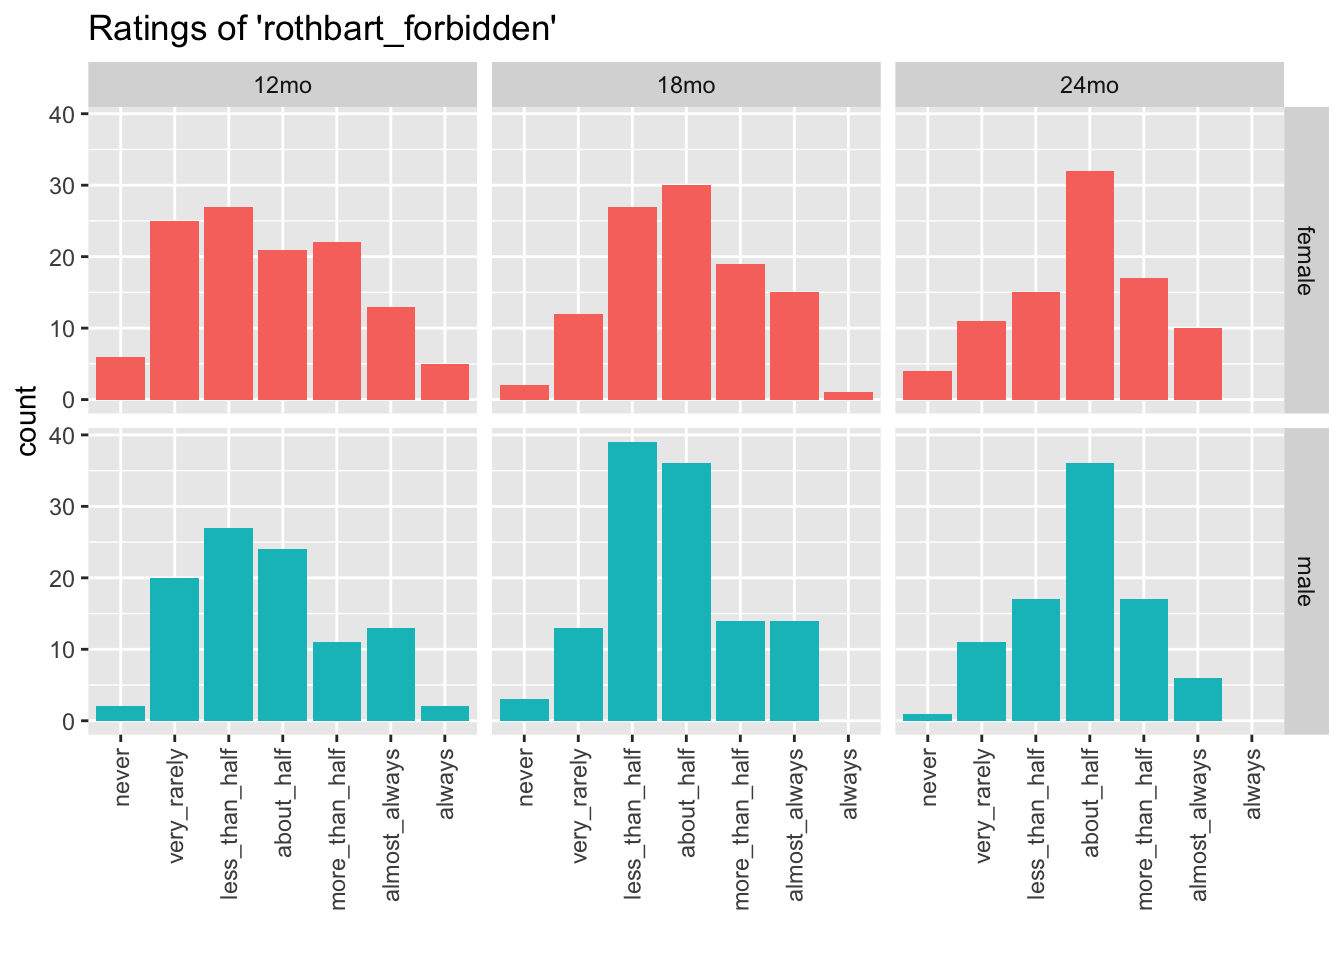 Ratings of 'rothbart_forbidden'
12mo 18mo 24mo
40
30
20
10
0
female
count
40
30
20
10
0
male
never very_rarely less_than_half about_half more_than_half almost_always always
never very_rarely less_than_half about_half more_than_half almost_always always
never very_rarely less_than_half about_half more_than_half almost_always always